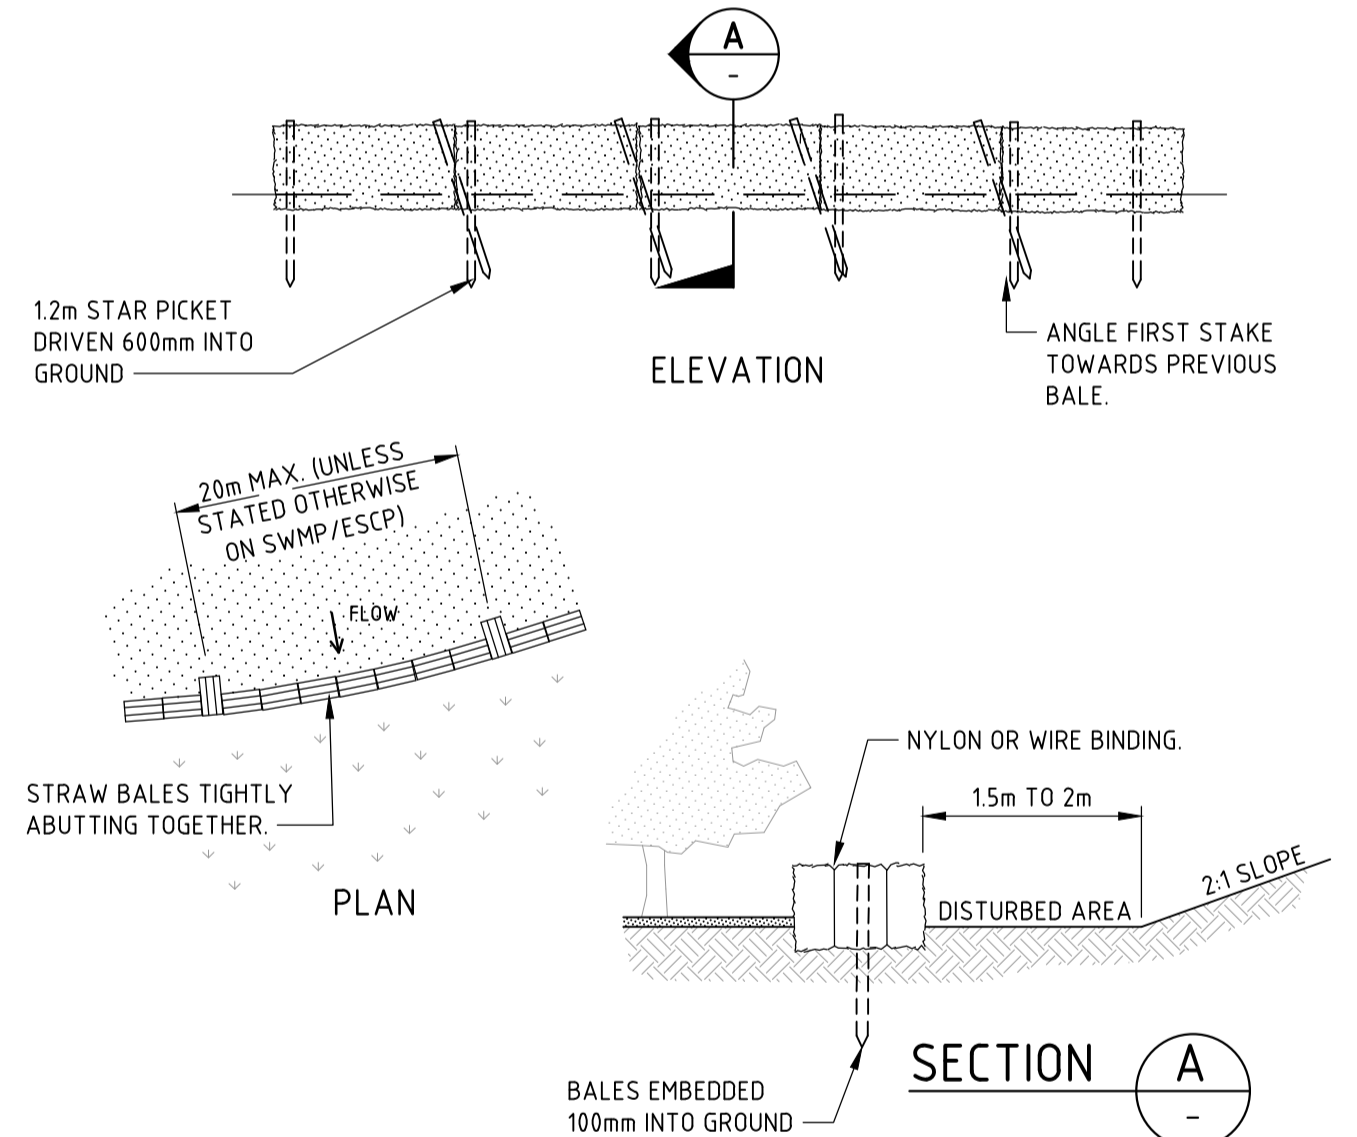 A
-
1.2m STAR PICKET
DRIVEN 600mm INTO
GROUND
ELEVATION
ANGLE FIRST STAKE
TOWARDS PREVIOUS
BALE.
20m MAX. (UNLESS
STATED OTHERWISE
ON SWMP/ESCP)
FLOW
STRAW BALES TIGHTLY
ABUTTING TOGETHER.
PLAN
NYLON OR WIRE BINDING.
1.5m TO 2m
DISTURBED AREA
2:1 SLOPE
BALES EMBEDDED
100mm INTO GROUND
SECTION
A
-